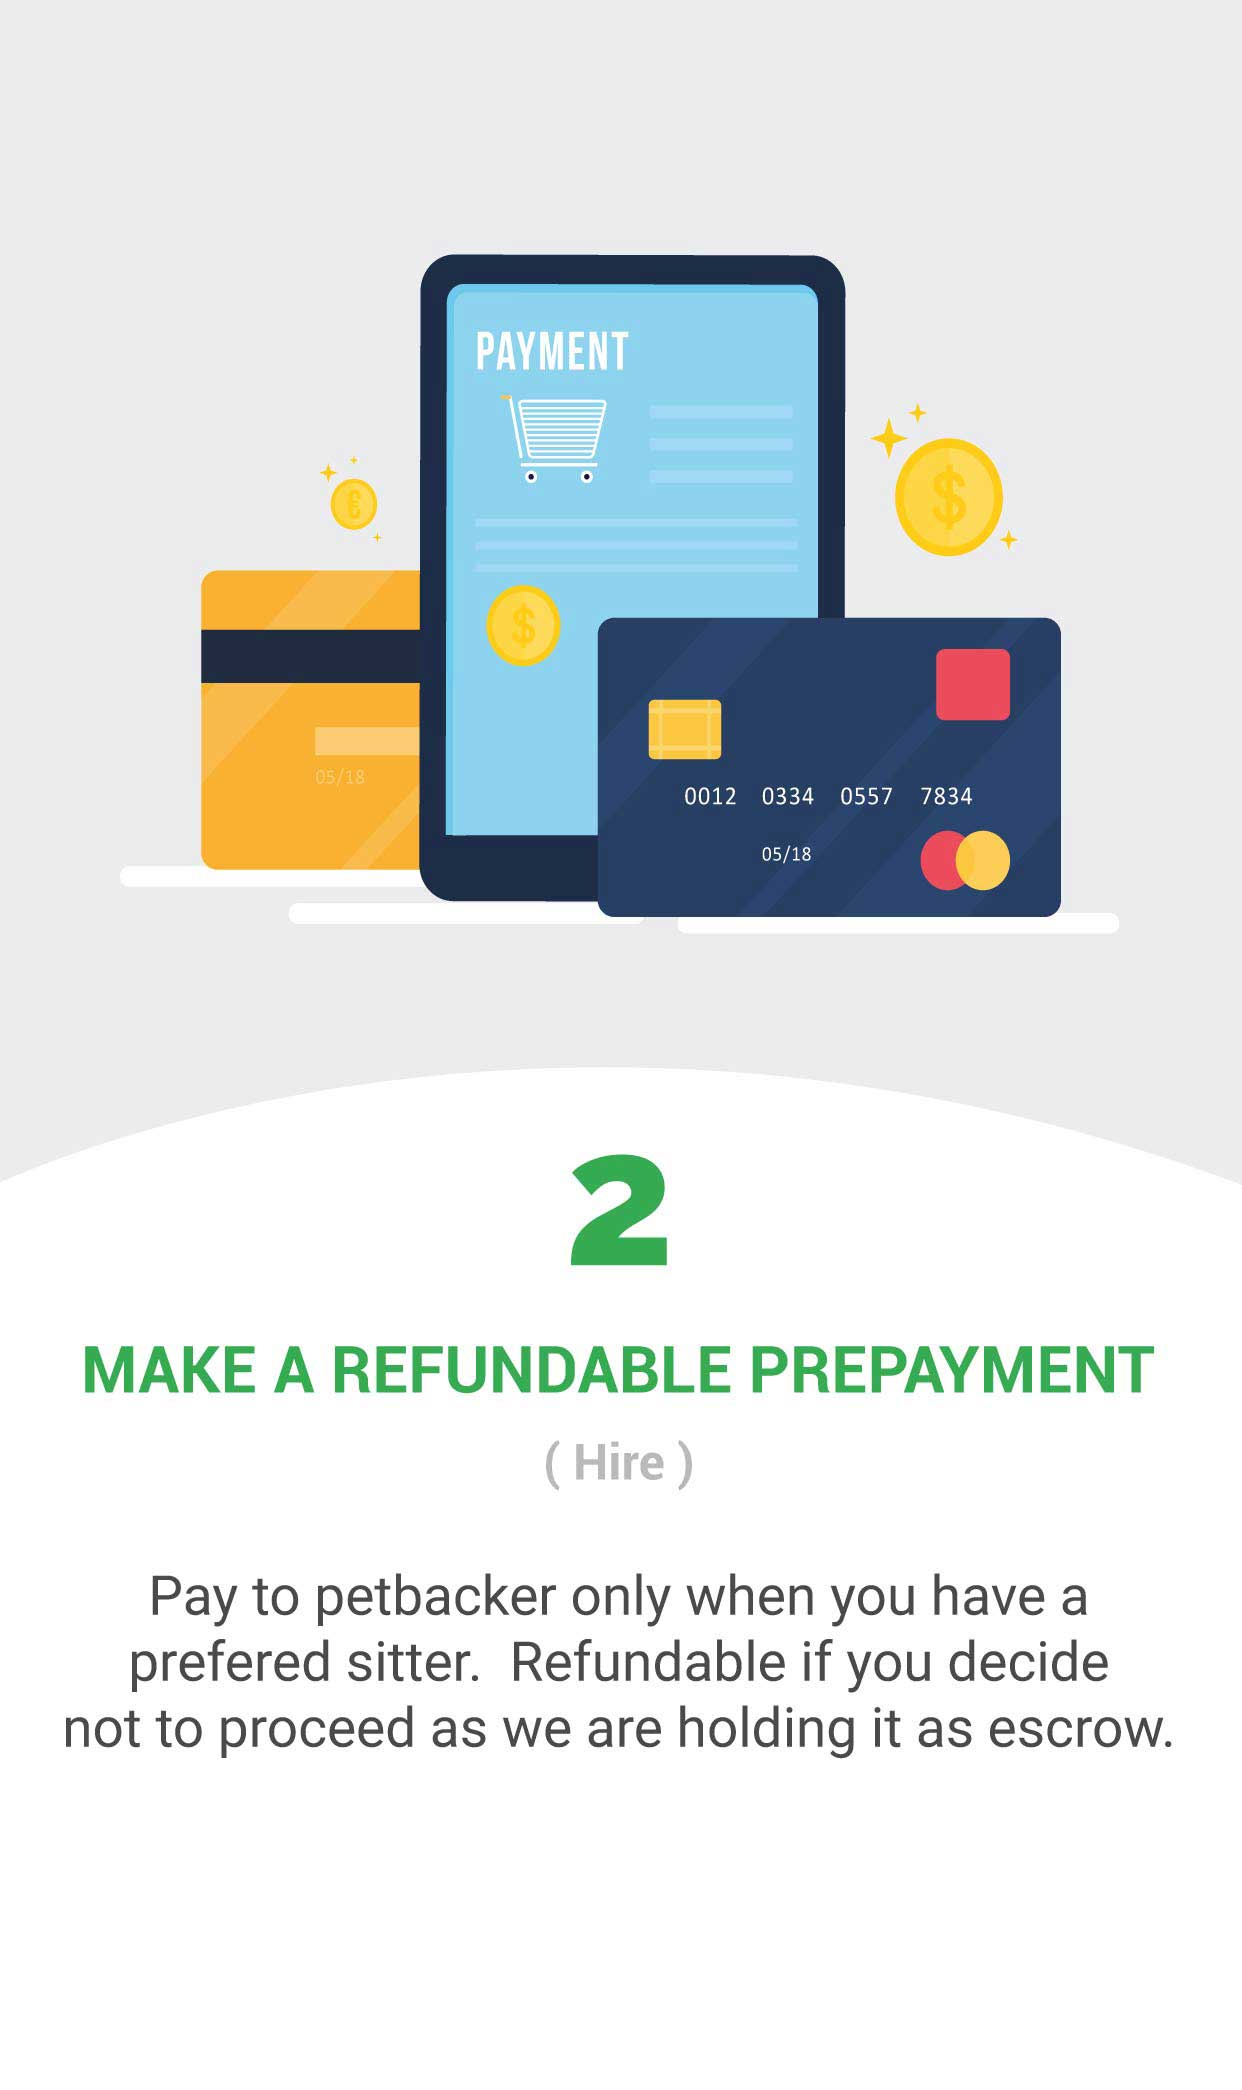 PAYMENT
€
$
$
05/18
0012 0334 0557 7834
05/18
2
MAKE A REFUNDABLE PREPAYMENT
( Hire )
Pay to petbacker only when you have a
prefered sitter.  Refundable if you decide
not to proceed as we are holding it as escrow.